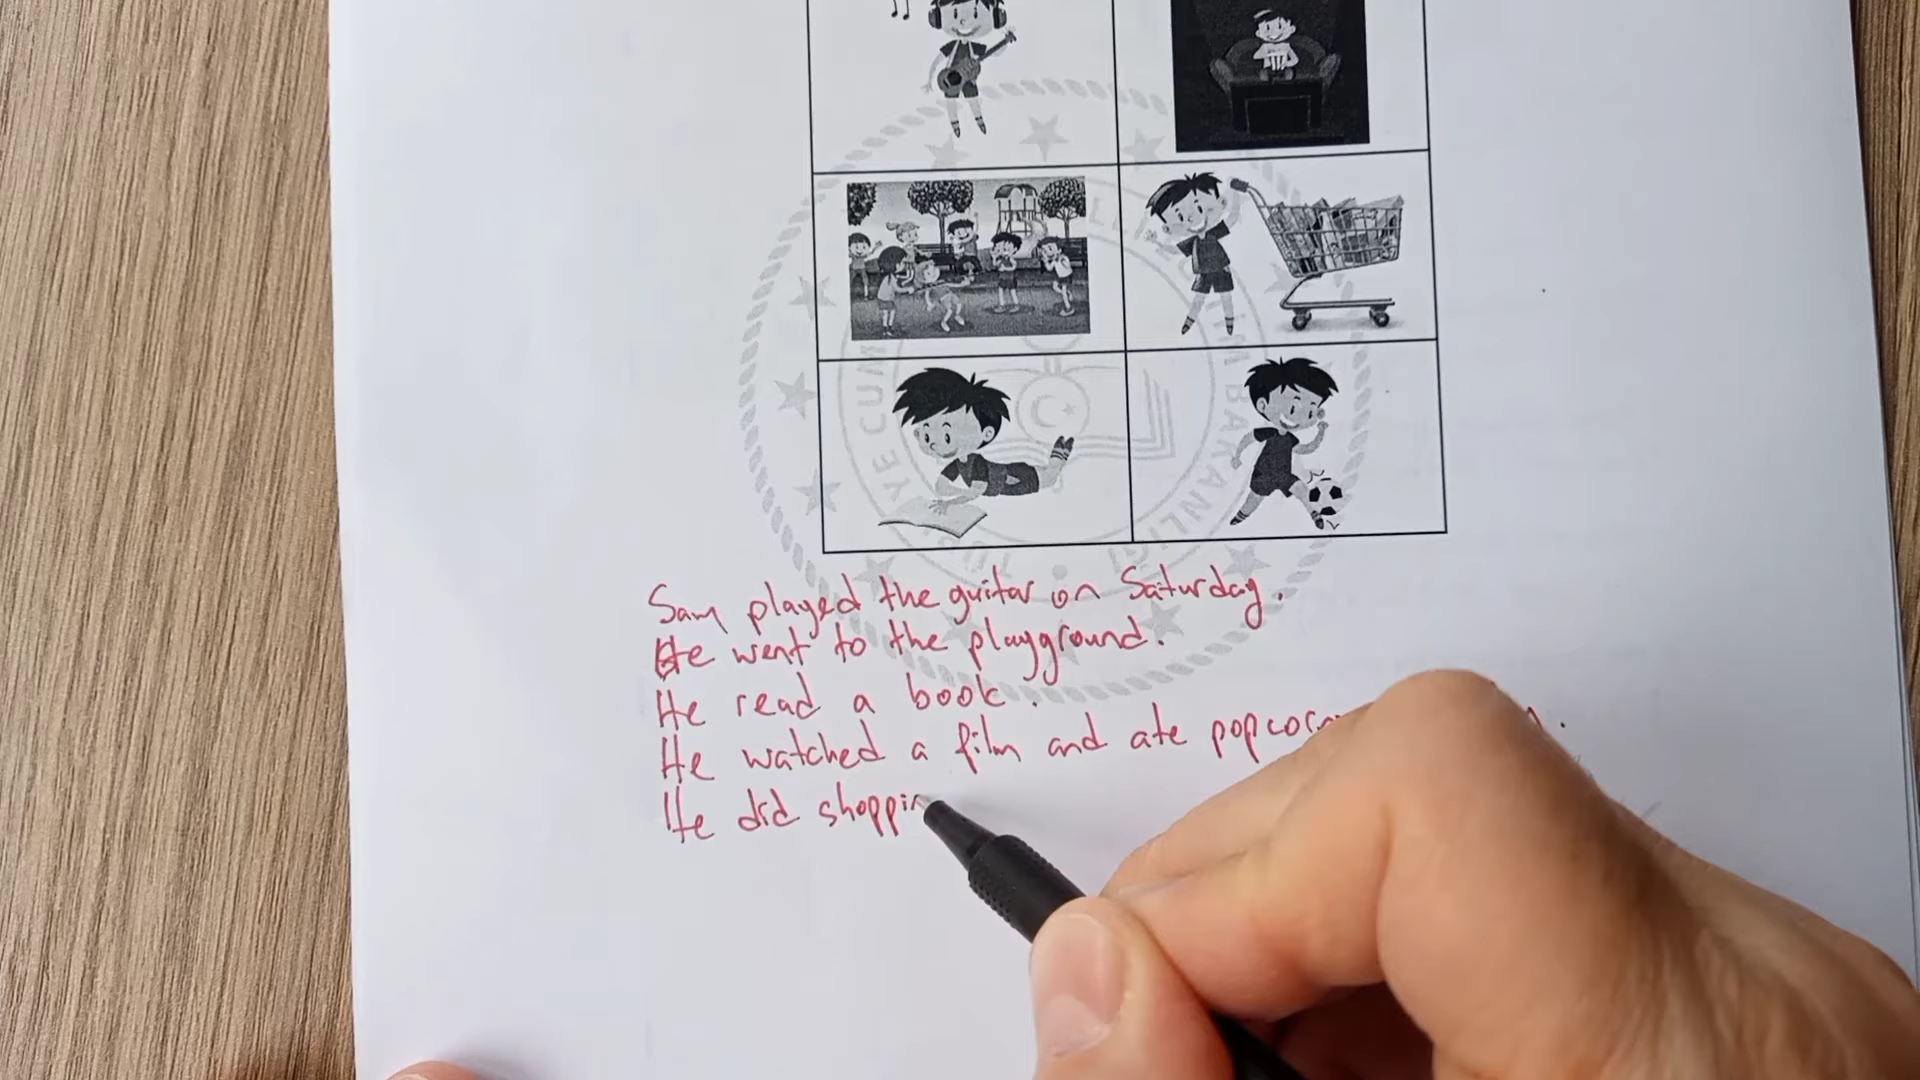 Sam played the guitar on Saturday.
He went to the playground.
He read a book.
He watched a film and ate popcorn
He did shoppin